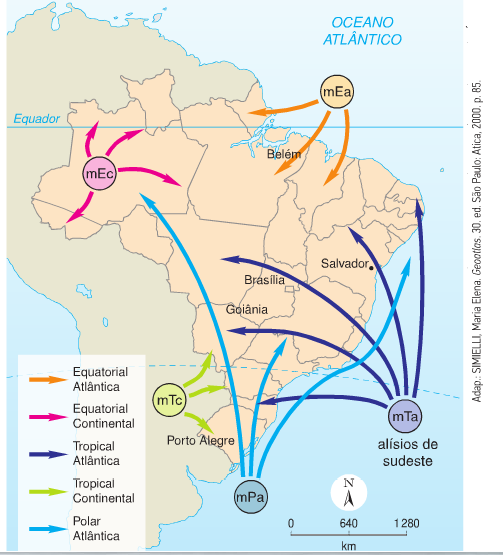 OCEANO
ATLÂNTICO
mEa
Equador
Belém
mEc
Salvador
Brasília
Goiânia
mTc
mTa
alísios de
sudeste
Porto Alegre
mPa
N
0 640 1 280
km
Equatorial
Atlântica
Equatorial
Continental
Tropical
Atlântica
Tropical
Continental
Polar
Atlântica
Adap.: SIMIELLI, Maria Elena. Geoatlas. 30. ed. São Paulo: Ática, 2000. p. 85.